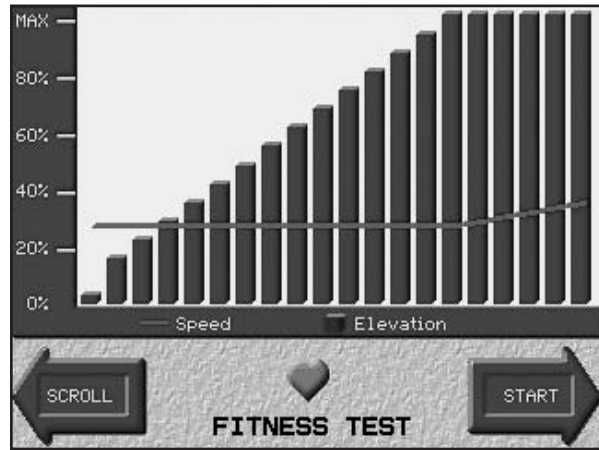 MAX
80%
60%
40%
20%
0%
Speed Elevation
SCROLL
START
FITNESS TEST